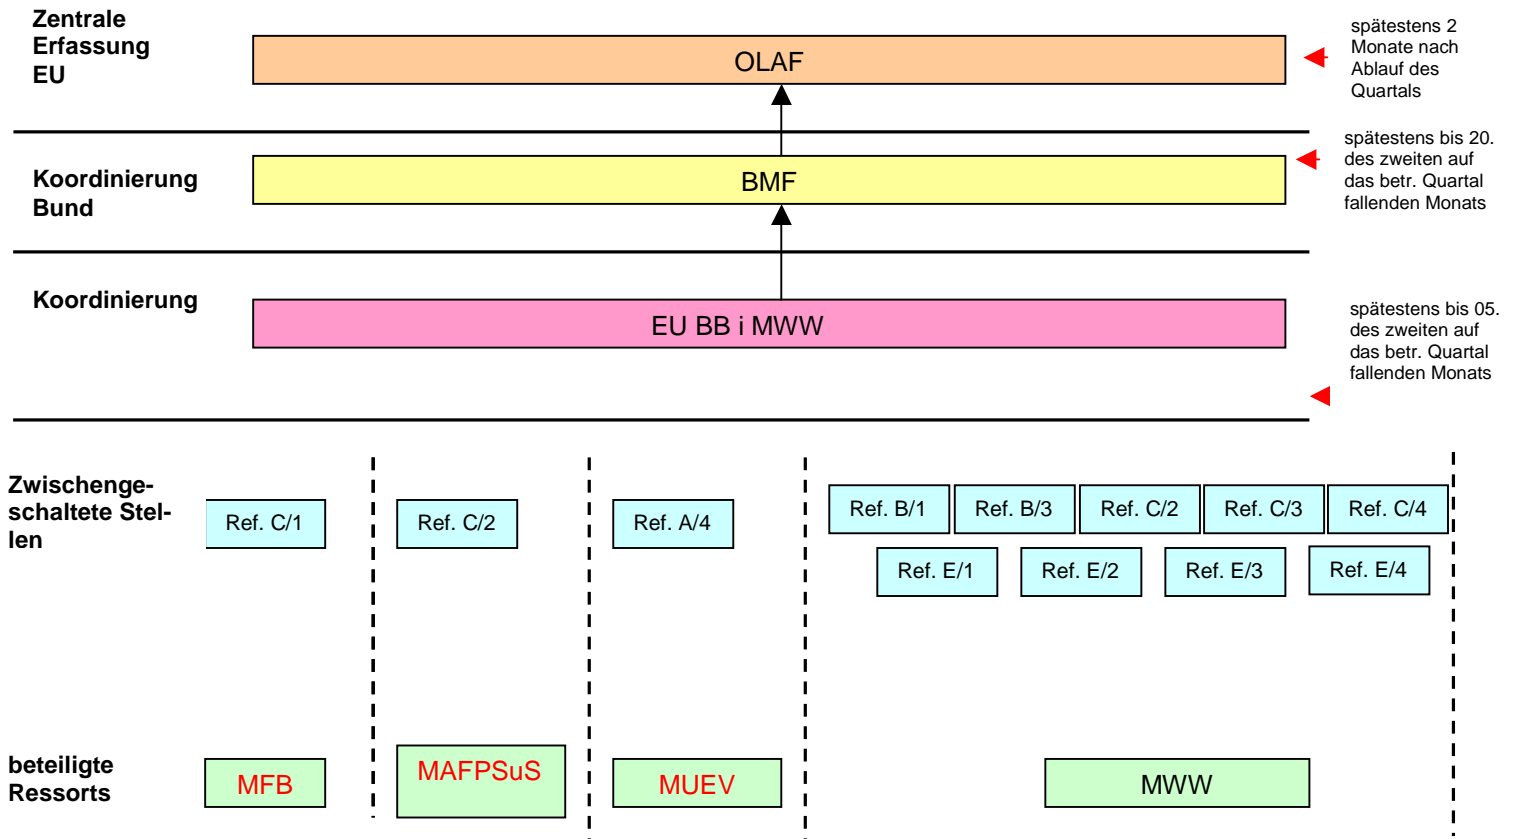 Zentrale
Erfassung
EU
OLAF
spätestens 2
Monate nach
Ablauf des
Quartals
Koordinierung
Bund
BMF
spätestens bis 20.
des zweiten auf
das betr. Quartal
fallenden Monats
Koordinierung
EU BB i MWW
spätestens bis 05.
des zweiten auf
das betr. Quartal
fallenden Monats
Zwischenge-
schaltete Stel-
len
Ref. C/1
Ref. C/2
Ref. A/4
Ref. B/1
Ref. B/3
Ref. C/2
Ref. C/3
Ref. C/4
Ref. E/1
Ref. E/2
Ref. E/3
Ref. E/4
beteiligte
Ressorts
MFB
MAFPSuS
MUEV
MWW